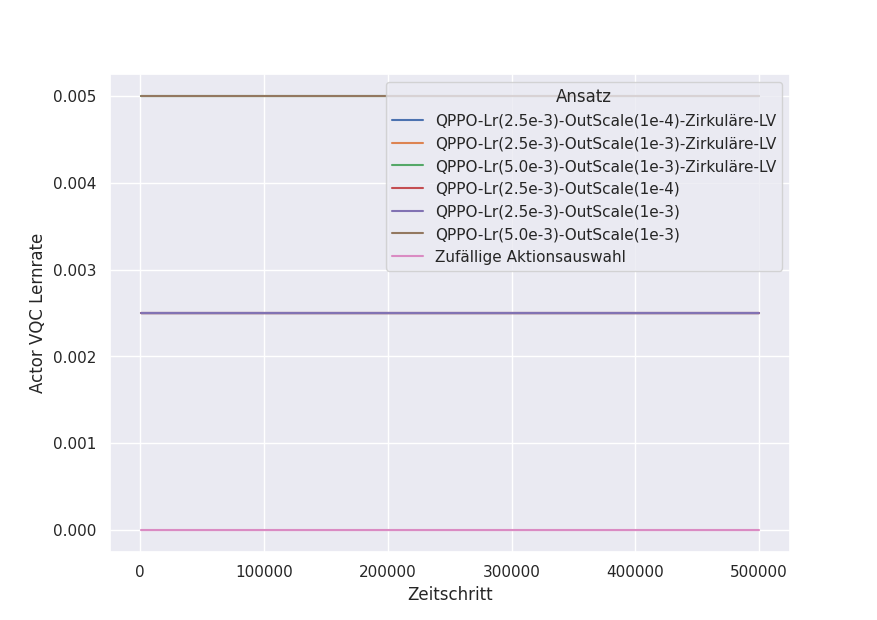 0.005
0.004
0.003
0.002
0.001
0.000
Actor VQC Lernrate
Ansatz
QPPO-Lr(2.5e-3)-OutScale(1e-4)-Zirkuläre-LV
QPPO-Lr(2.5e-3)-OutScale(1e-3)-Zirkuläre-LV
QPPO-Lr(5.0e-3)-OutScale(1e-3)-Zirkuläre-LV
QPPO-Lr(2.5e-3)-OutScale(1e-4)
QPPO-Lr(2.5e-3)-OutScale(1e-3)
QPPO-Lr(5.0e-3)-OutScale(1e-3)
Zufällige Aktionsauswahl
0 100000 200000 300000 400000 500000
Zeitschritt